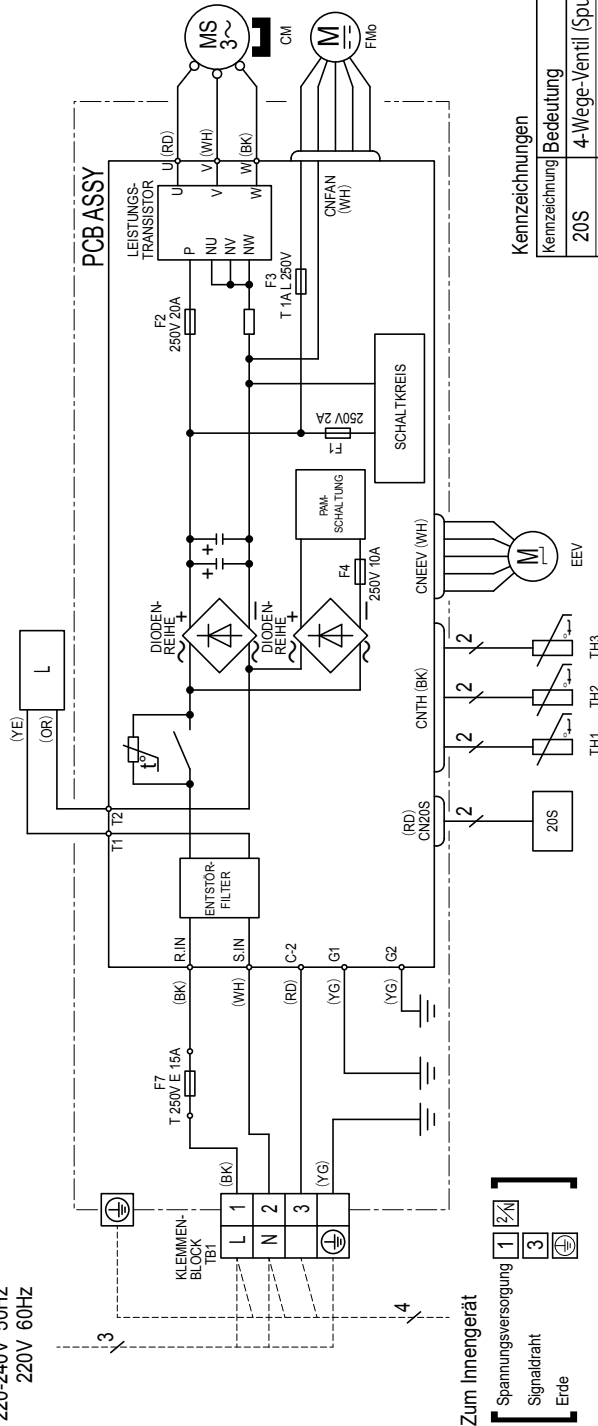 220-240V 50Hz
220V 60Hz
3
KLEMMEN-
BLOCK
TB1
L 1
N 2
3
4
Zum Innengerät
Spannungsversorgung 1 2/N
Signaldraht 3
Erde
(BK)
(YG)
F7
T 250V E 15A
(BK)
(WH)
(RD)
(YG)
(YG)
R.IN
S.IN
C-2
G1
G2
ENTSTÖR-
FILTER
T1
T2
(YE)
(OR)
L
t°
DIODEN-
REIHE
DIODEN-
REIHE
PAM-
SCHALTUNG
F4
250V 10A
F1
250V 2A
SCHALTKREIS
F2
250V 20A
F3
T 1A L 250V
LEISTUNGS-
TRANSISTOR
P
NU
NV
NW
U
V
W
PCB ASSY
U (RD)
V (WH)
W (BK)
MS
3~
CM
M
FMo
CNFAN
(WH)
(RD)
CN20S
2
20S
CNTH (BK)
2
2
2
t°
t°
t°
TH1
TH2
TH3
CNEEV (WH)
M
EEV
Kennzeichnungen
Kennzeichnung Bedeutung
20S 4-Wege-Ventil (Spu